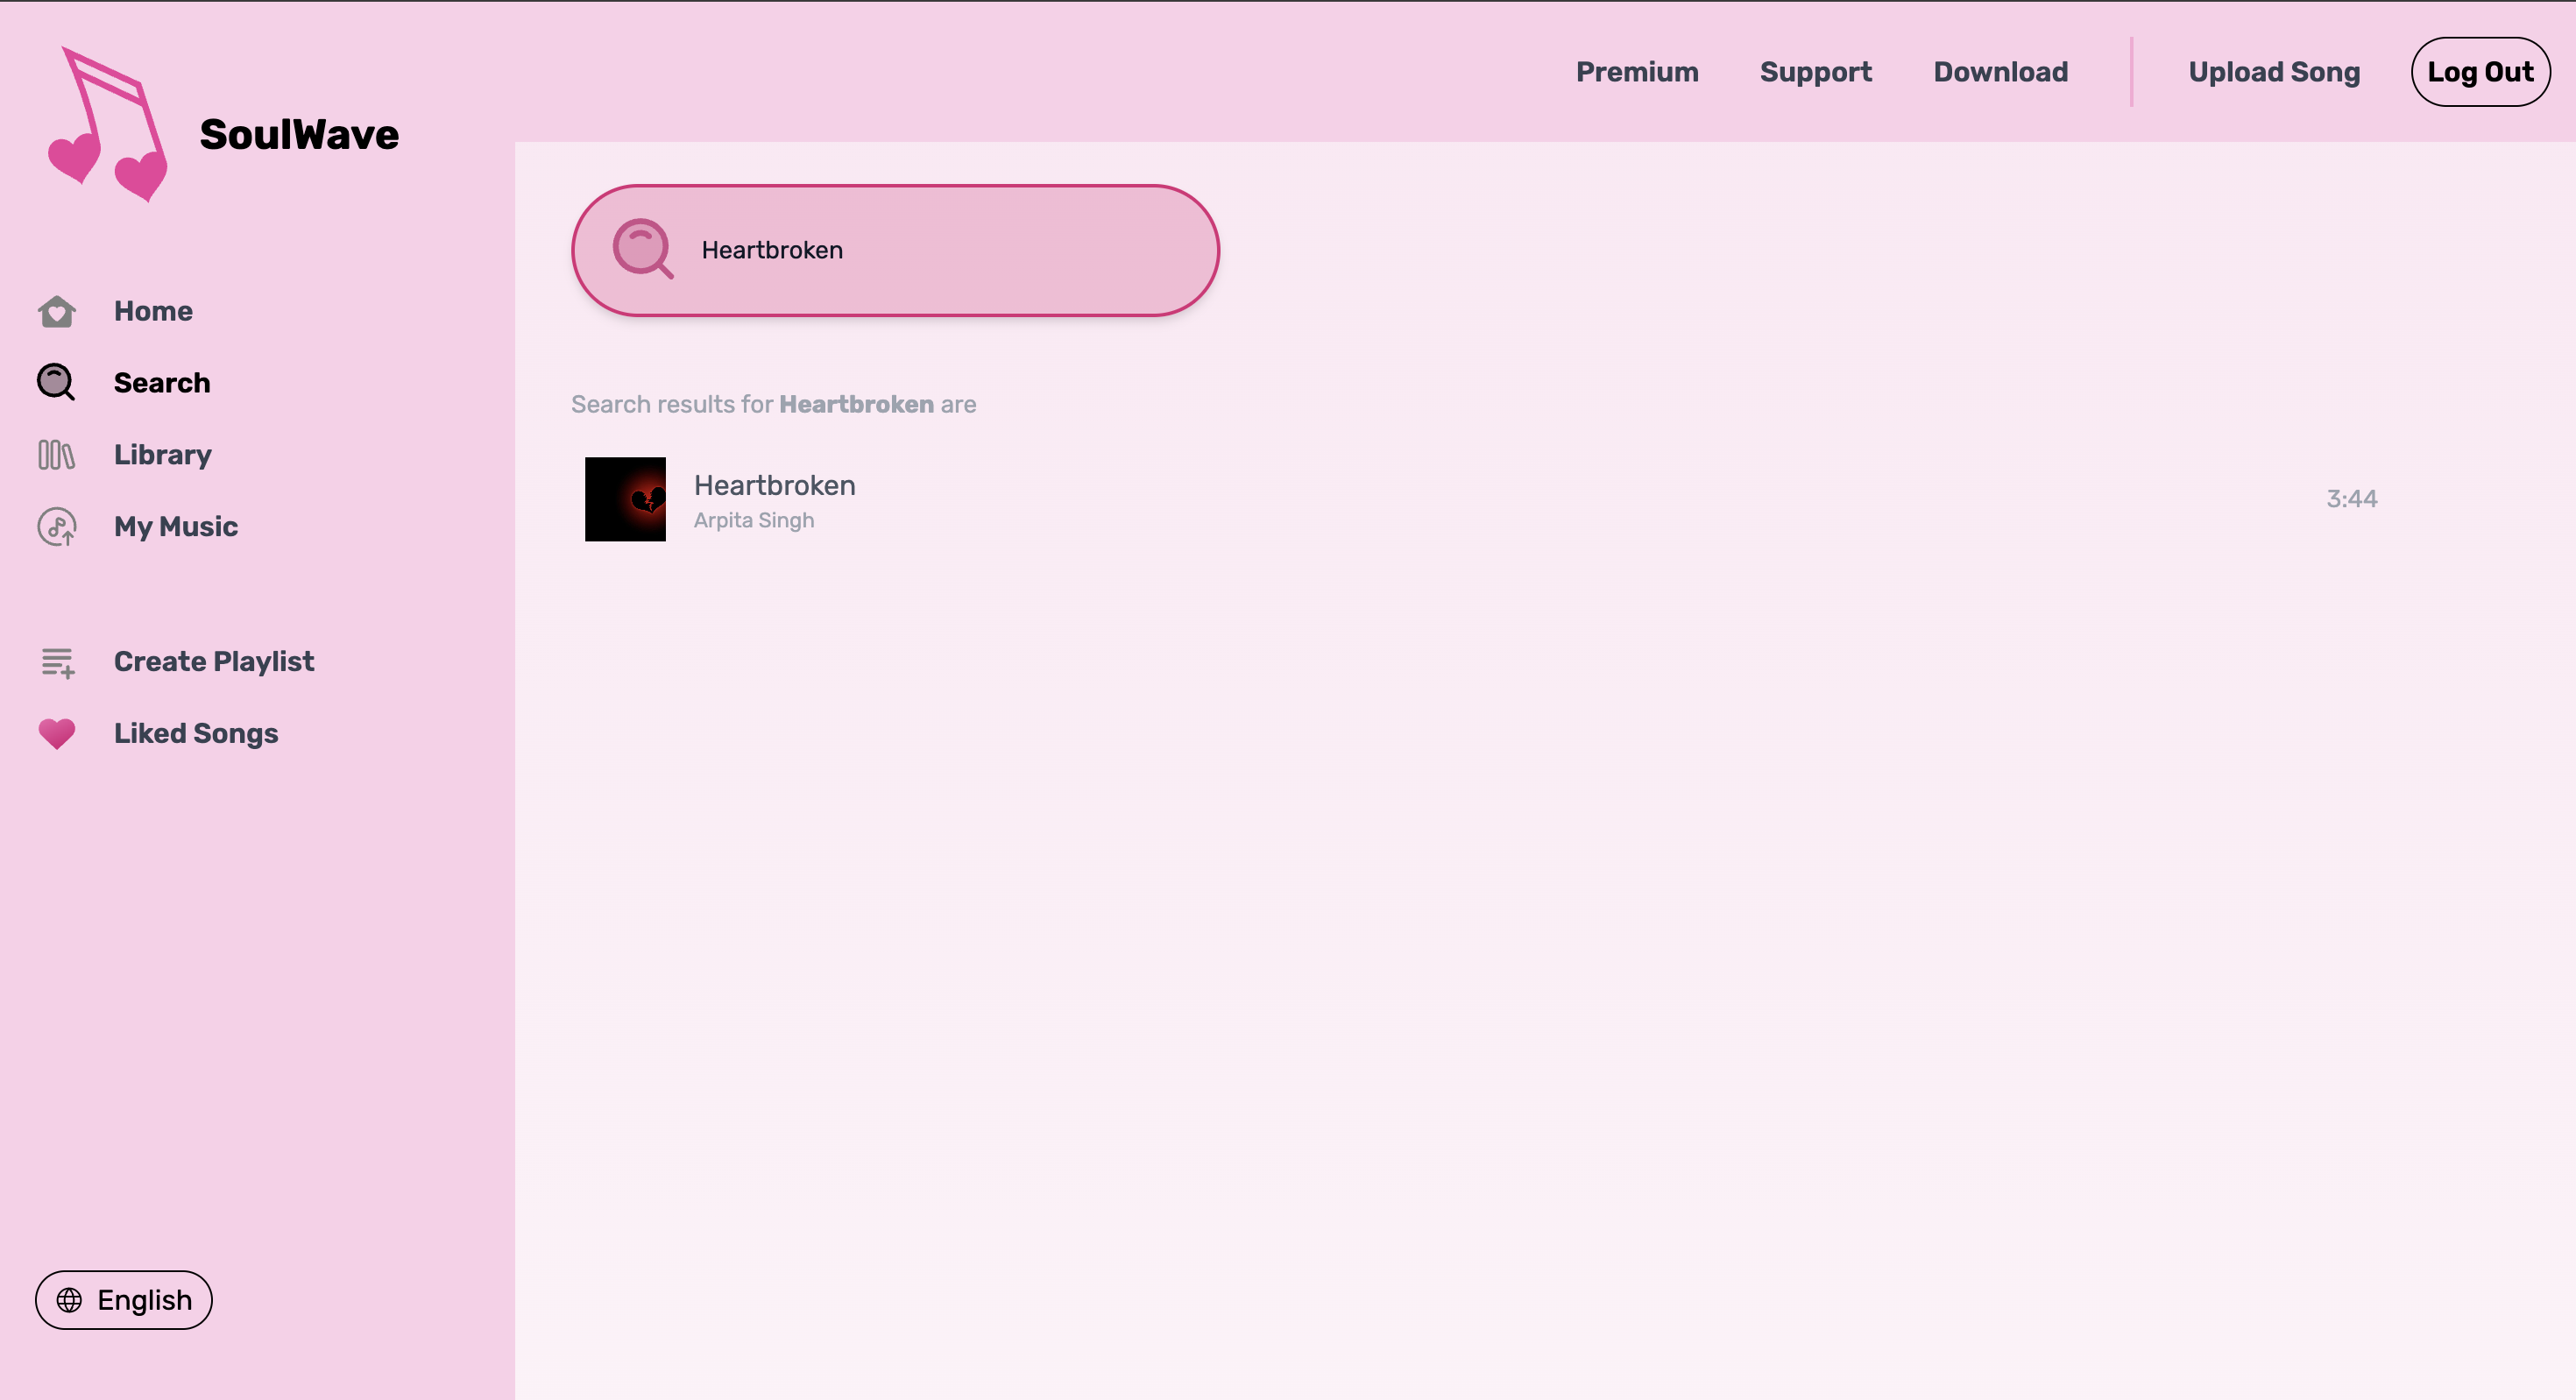 SoulWave
Premium
Support
Download
Upload Song
Log Out
Home
Search
Library
My Music
Create Playlist
Liked Songs
English
Heartbroken
Search results for Heartbroken are
Heartbroken
Arpita Singh
3:44